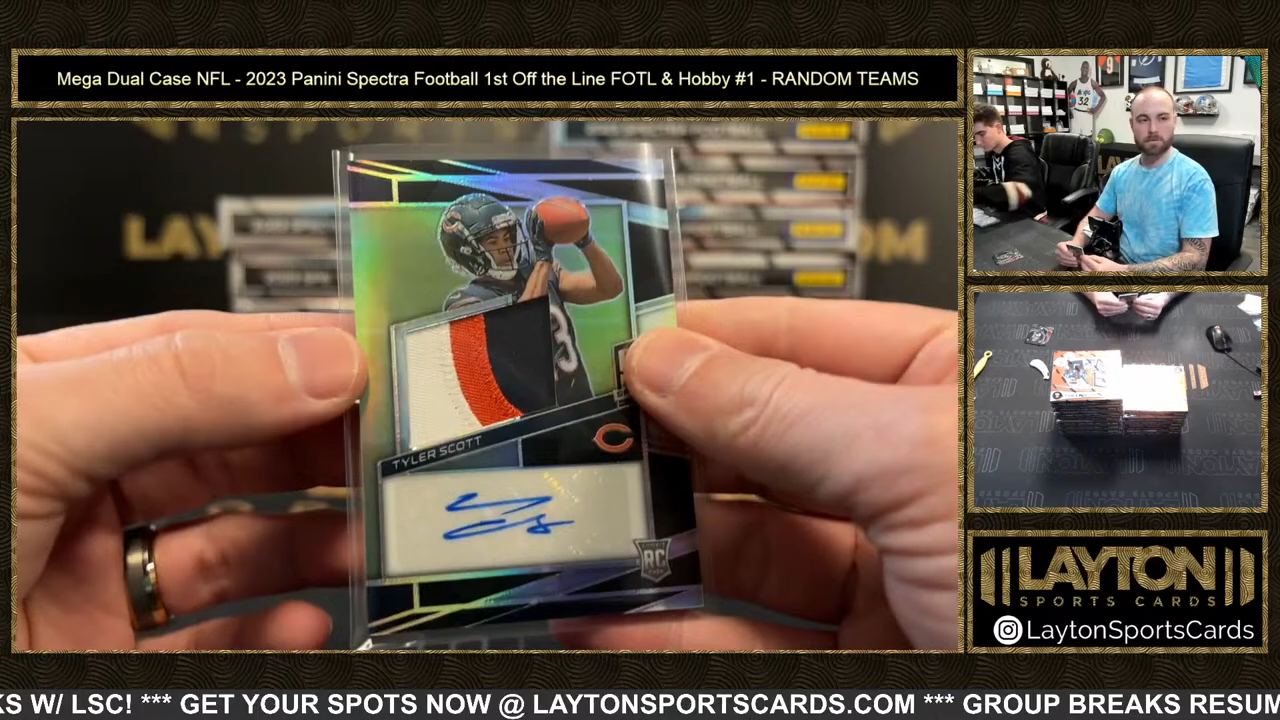 Mega Dual Case NFL - 2023 Panini Spectra Football 1st Off the Line FOTL & Hobby #1 - RANDOM TEAMS
TYLER SCOTT
RC
LAYTON
SPORTS CARDS
LaytonSportsCards
KS W/ LSC! *** GET YOUR SPOTS NOW @ LAYTONSPORTSCARDS.COM *** GROUP BREAKS RESUM